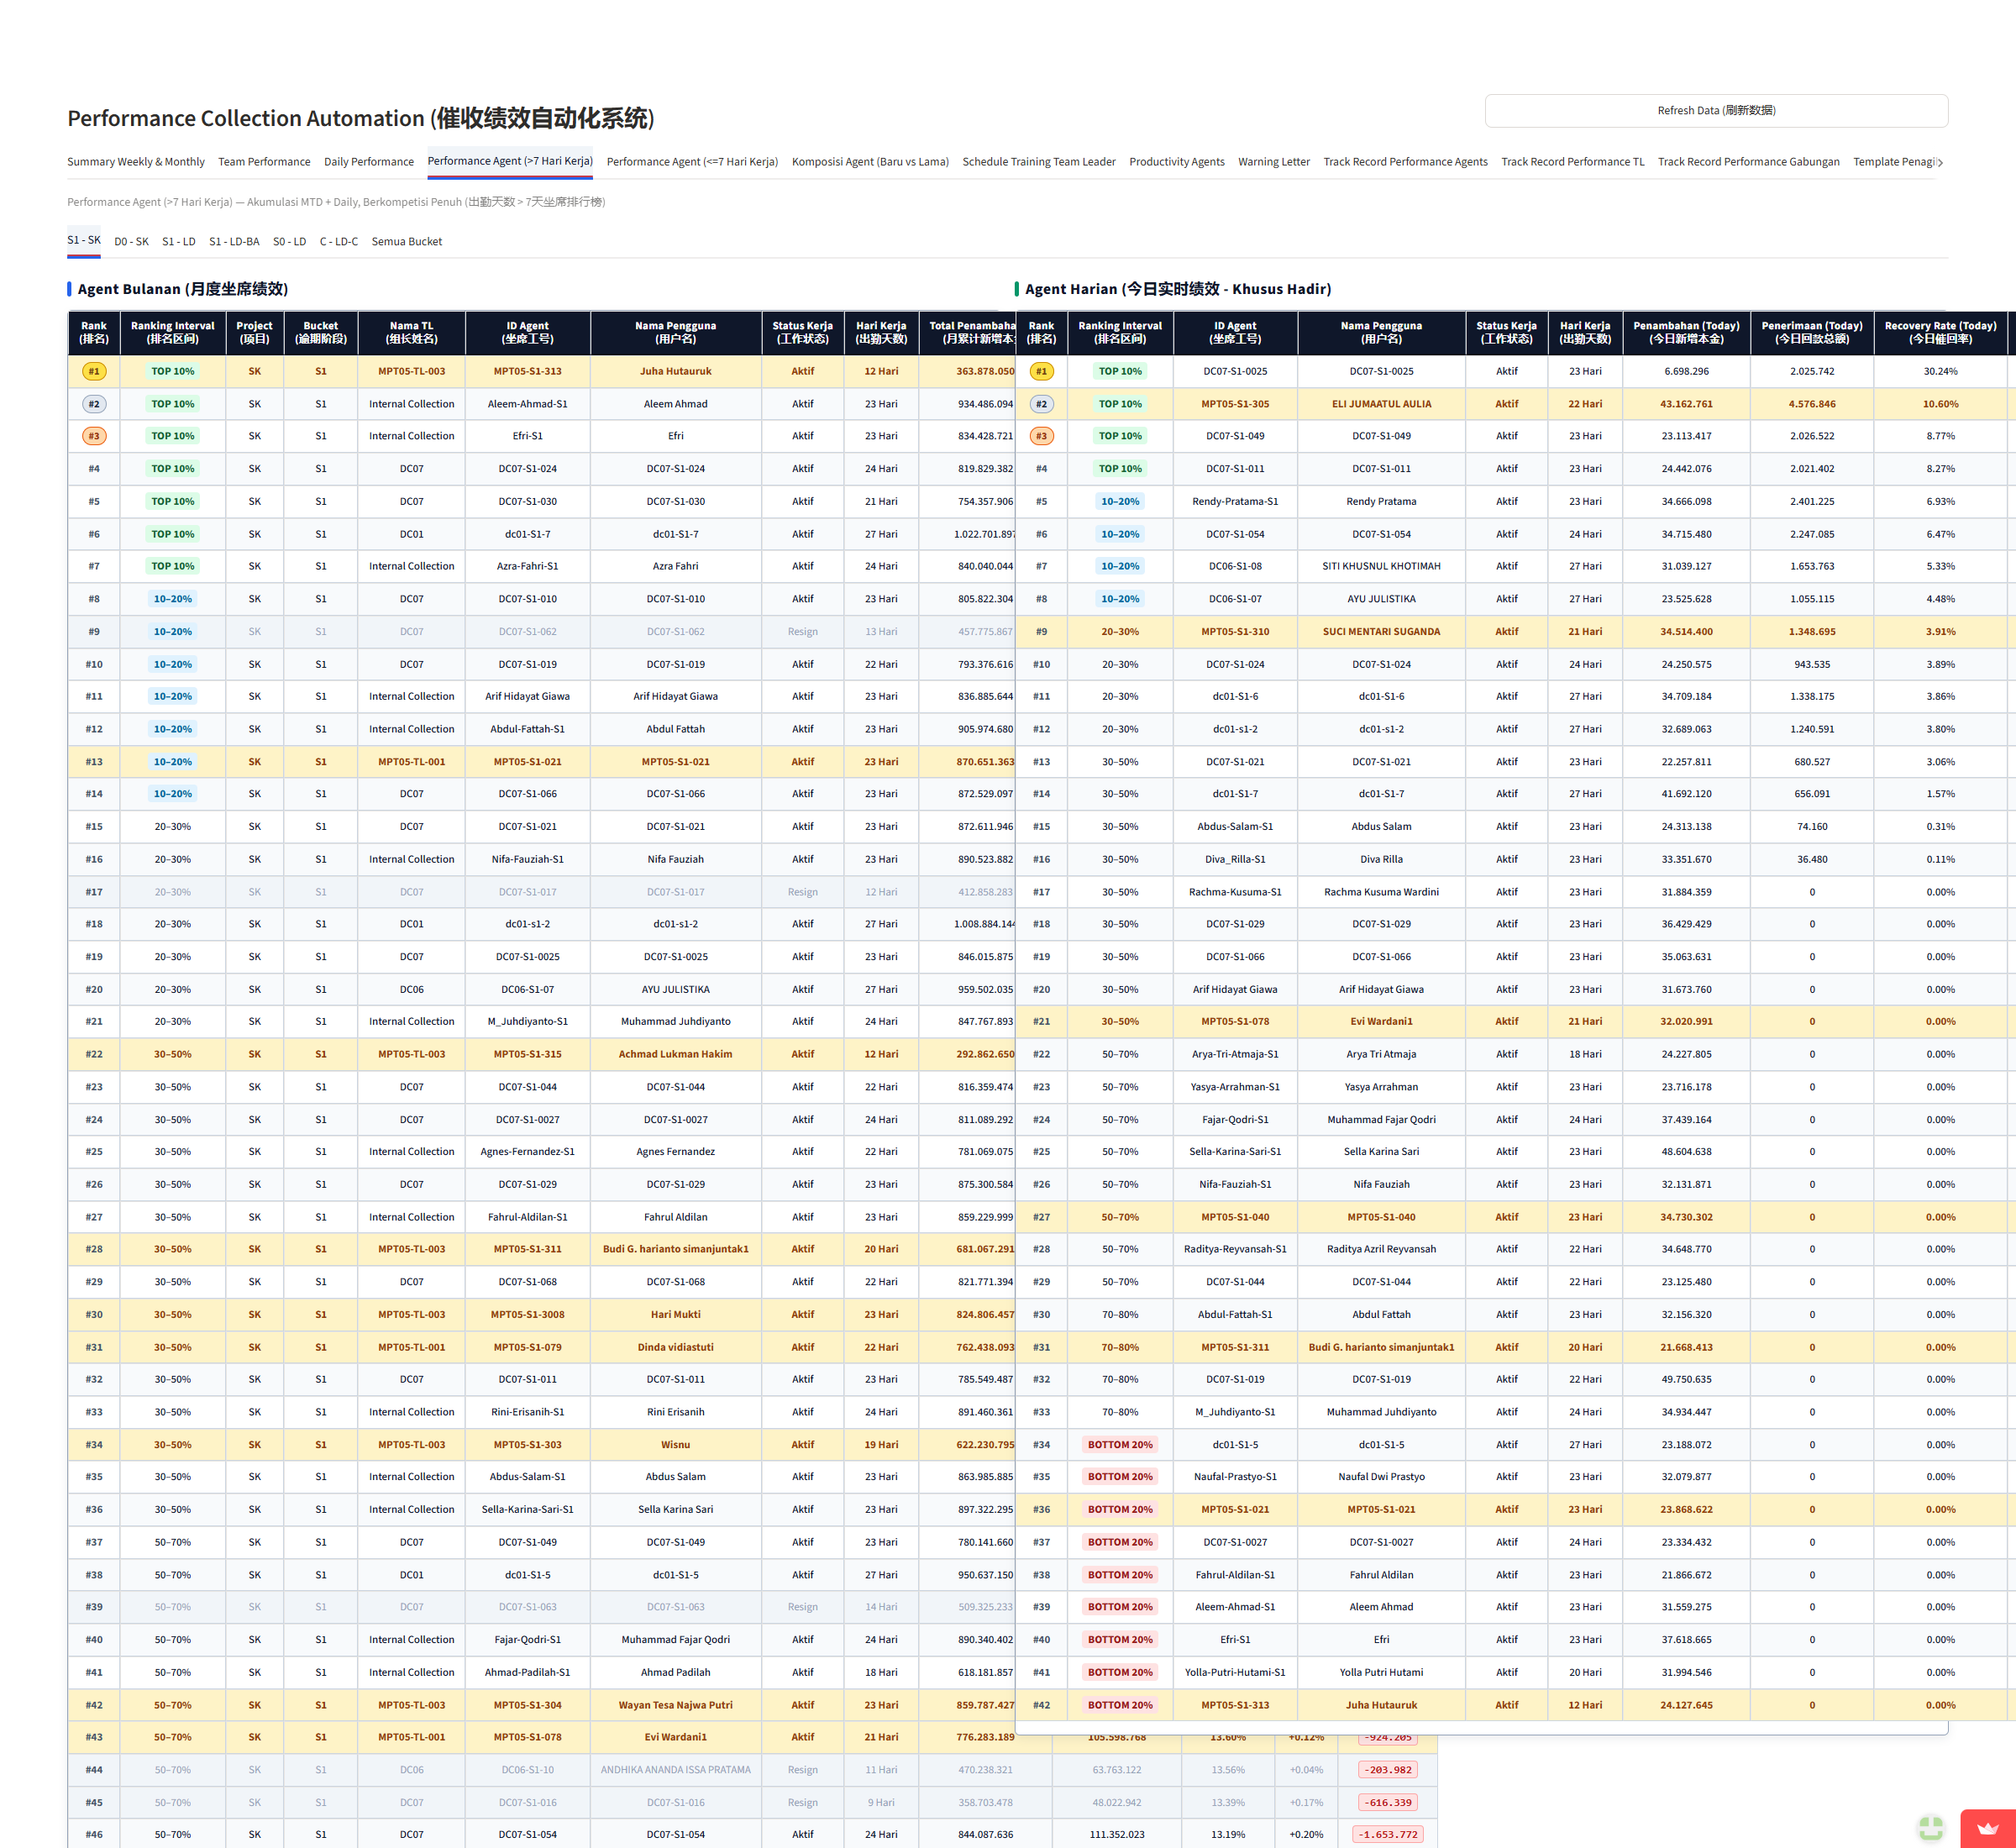 Performance Collection Automation (催收绩效自动化系统)
Refresh Data (刷新数据)
Summary Weekly & Monthly Team Performance Daily Performance Performance Agent (>7 Hari Kerja) Performance Agent (<=7 Hari Kerja) Komposisi Agent (Baru vs Lama) Schedule Training Team Leader Productivity Agents Warning Letter Track Record Performance Agents Track Record Performance TL Track Record Performance Gabungan Template Penagi
Performance Agent (>7 Hari Kerja) — Akumulasi MTD + Daily, Berkompetisi Penuh (出勤天数 > 7天坐席排行榜)
S1 - SK D0 - SK S1 - LD S1 - LD-BA S0 - LD C - LD-C Semua Bucket
Agent Bulanan (月度坐席绩效)
Rank Ranking Interval Project Bucket Nama TL ID Agent Nama Pengguna Status Kerja Hari Kerja Total Penambaha
(排名) (排名区间) (项目) (逾期阶段) (组长姓名) (坐席工号) (用户名) (工作状态) (出勤天数) (月累计新增本
#1 TOP 10% SK S1 MPT05-TL-003 MPT05-S1-313 Juha Hutauruk Aktif 12 Hari 363.878.050
#2 TOP 10% SK S1 Internal Collection Aleem-Ahmad-S1 Aleem Ahmad Aktif 23 Hari 934.486.094
#3 TOP 10% SK S1 Internal Collection Efri-S1 Efri Aktif 23 Hari 834.428.721
#4 TOP 10% SK S1 DC07 DC07-S1-024 DC07-S1-024 Aktif 24 Hari 819.829.382
#5 TOP 10% SK S1 DC07 DC07-S1-030 DC07-S1-030 Aktif 21 Hari 754.357.906
#6 TOP 10% SK S1 DC01 dc01-S1-7 dc01-S1-7 Aktif 27 Hari 1.022.701.897
#7 TOP 10% SK S1 Internal Collection Azra-Fahri-S1 Azra Fahri Aktif 24 Hari 840.040.044
#8 10–20% SK S1 DC07 DC07-S1-010 DC07-S1-010 Aktif 23 Hari 805.822.304
#9 10–20% SK S1 DC07 DC07-S1-062 DC07-S1-062 Resign 13 Hari 457.775.867
#10 10–20% SK S1 DC07 DC07-S1-019 DC07-S1-019 Aktif 22 Hari 793.376.616
#11 10–20% SK S1 Internal Collection Arif Hidayat Giawa Arif Hidayat Giawa Aktif 23 Hari 836.885.644
#12 10–20% SK S1 Internal Collection Abdul-Fattah-S1 Abdul Fattah Aktif 23 Hari 905.974.680
#13 10–20% SK S1 MPT05-TL-001 MPT05-S1-021 MPT05-S1-021 Aktif 23 Hari 870.651.363
#14 10–20% SK S1 DC07 DC07-S1-066 DC07-S1-066 Aktif 23 Hari 872.529.097
#15 20–30% SK S1 DC07 DC07-S1-021 DC07-S1-021 Aktif 23 Hari 872.611.946
#16 20–30% SK S1 Internal Collection Nifa-Fauziah-S1 Nifa Fauziah Aktif 23 Hari 890.523.882
#17 20–30% SK S1 DC07 DC07-S1-017 DC07-S1-017 Resign 12 Hari 412.858.283
#18 20–30% SK S1 DC01 dc01-s1-2 dc01-s1-2 Aktif 27 Hari 1.008.884.144
#19 20–30% SK S1 DC07 DC07-S1-0025 DC07-S1-0025 Aktif 23 Hari 846.015.875
#20 20–30% SK S1 DC06 DC06-S1-07 AYU JULISTIKA Aktif 27 Hari 959.502.035
#21 20–30% SK S1 Internal Collection M_Juhdiyanto-S1 Muhammad Juhdiyanto Aktif 24 Hari 847.767.893
#22 30–50% SK S1 MPT05-TL-003 MPT05-S1-315 Achmad Lukman Hakim Aktif 12 Hari 292.862.650
#23 30–50% SK S1 DC07 DC07-S1-044 DC07-S1-044 Aktif 22 Hari 816.359.474
#24 30–50% SK S1 DC07 DC07-S1-0027 DC07-S1-0027 Aktif 24 Hari 811.089.292
#25 30–50% SK S1 Internal Collection Agnes-Fernandez-S1 Agnes Fernandez Aktif 22 Hari 781.069.075
#26 30–50% SK S1 DC07 DC07-S1-029 DC07-S1-029 Aktif 23 Hari 875.300.584
#27 30–50% SK S1 Internal Collection Fahrul-Aldilan-S1 Fahrul Aldilan Aktif 23 Hari 859.229.999
#28 30–50% SK S1 MPT05-TL-003 MPT05-S1-311 Budi G. harianto simanjuntak1 Aktif 20 Hari 681.067.291
#29 30–50% SK S1 DC07 DC07-S1-068 DC07-S1-068 Aktif 22 Hari 821.771.394
#30 30–50% SK S1 MPT05-TL-003 MPT05-S1-3008 Hari Mukti Aktif 23 Hari 824.806.457
#31 30–50% SK S1 MPT05-TL-001 MPT05-S1-079 Dinda vidiastuti Aktif 22 Hari 762.438.093
#32 30–50% SK S1 DC07 DC07-S1-011 DC07-S1-011 Aktif 23 Hari 785.549.487
#33 30–50% SK S1 Internal Collection Rini-Erisanih-S1 Rini Erisanih Aktif 24 Hari 891.460.361
#34 30–50% SK S1 MPT05-TL-003 MPT05-S1-303 Wisnu Aktif 19 Hari 622.230.795
#35 30–50% SK S1 Internal Collection Abdus-Salam-S1 Abdus Salam Aktif 23 Hari 863.985.885
#36 30–50% SK S1 Internal Collection Sella-Karina-Sari-S1 Sella Karina Sari Aktif 23 Hari 897.322.295
#37 50–70% SK S1 DC07 DC07-S1-049 DC07-S1-049 Aktif 23 Hari 780.141.660
#38 50–70% SK S1 DC01 dc01-S1-5 dc01-S1-5 Aktif 27 Hari 950.637.150
#39 50–70% SK S1 DC07 DC07-S1-063 DC07-S1-063 Resign 14 Hari 509.325.233
#40 50–70% SK S1 Internal Collection Fajar-Qodri-S1 Muhammad Fajar Qodri Aktif 24 Hari 890.340.402
#41 50–70% SK S1 Internal Collection Ahmad-Padilah-S1 Ahmad Padilah Aktif 18 Hari 618.181.857
#42 50–70% SK S1 MPT05-TL-003 MPT05-S1-304 Wayan Tesa Najwa Putri Aktif 23 Hari 859.787.427
#43 50–70% SK S1 MPT05-TL-001 MPT05-S1-078 Evi Wardani1 Aktif 21 Hari 776.283.189 105.598.768 13.60% +0.12% -924.205
#44 50–70% SK S1 DC06 DC06-S1-10 ANDHIKA ANANDA ISSA PRATAMA Resign 11 Hari 470.238.321 63.763.122 13.56% +0.04% -203.982
#45 50–70% SK S1 DC07 DC07-S1-016 DC07-S1-016 Resign 9 Hari 358.703.478 48.022.942 13.39% +0.17% -616.339
#46 50–70% SK S1 DC07 DC07-S1-054 DC07-S1-054 Aktif 24 Hari 844.087.636 111.352.023 13.19% +0.20% -1.653.772
Agent Harian (今日实时绩效 - Khusus Hadir)
Rank Ranking Interval ID Agent Nama Pengguna Status Kerja Hari Kerja Penambahan (Today) Penerimaan (Today) Recovery Rate (Today)
(排名) (排名区间) (坐席工号) (用户名) (工作状态) (出勤天数) (今日新增本金) (今日回款总额) (今日催回率)
#1 TOP 10% DC07-S1-0025 DC07-S1-0025 Aktif 23 Hari 6.698.296 2.025.742 30.24%
#2 TOP 10% MPT05-S1-305 ELI JUMAATUL AULIA Aktif 22 Hari 43.162.761 4.576.846 10.60%
#3 TOP 10% DC07-S1-049 DC07-S1-049 Aktif 23 Hari 23.113.417 2.026.522 8.77%
#4 TOP 10% DC07-S1-011 DC07-S1-011 Aktif 23 Hari 24.442.076 2.021.402 8.27%
#5 10–20% Rendy-Pratama-S1 Rendy Pratama Aktif 23 Hari 34.666.098 2.401.225 6.93%
#6 10–20% DC07-S1-054 DC07-S1-054 Aktif 24 Hari 34.715.480 2.247.085 6.47%
#7 10–20% DC06-S1-08 SITI KHUSNUL KHOTIMAH Aktif 27 Hari 31.039.127 1.653.763 5.33%
#8 10–20% DC06-S1-07 AYU JULISTIKA Aktif 27 Hari 23.525.628 1.055.115 4.48%
#9 20–30% MPT05-S1-310 SUCI MENTARI SUGANDA Aktif 21 Hari 34.514.400 1.348.695 3.91%
#10 20–30% DC07-S1-024 DC07-S1-024 Aktif 24 Hari 24.250.575 943.535 3.89%
#11 20–30% dc01-S1-6 dc01-S1-6 Aktif 27 Hari 34.709.184 1.338.175 3.86%
#12 20–30% dc01-s1-2 dc01-s1-2 Aktif 27 Hari 32.689.063 1.240.591 3.80%
#13 30–50% DC07-S1-021 DC07-S1-021 Aktif 23 Hari 22.257.811 680.527 3.06%
#14 30–50% dc01-S1-7 dc01-S1-7 Aktif 27 Hari 41.692.120 656.091 1.57%
#15 30–50% Abdus-Salam-S1 Abdus Salam Aktif 23 Hari 24.313.138 74.160 0.31%
#16 30–50% Diva_Rilla-S1 Diva Rilla Aktif 23 Hari 33.351.670 36.480 0.11%
#17 30–50% Rachma-Kusuma-S1 Rachma Kusuma Wardini Aktif 23 Hari 31.884.359 0 0.00%
#18 30–50% DC07-S1-029 DC07-S1-029 Aktif 23 Hari 36.429.429 0 0.00%
#19 30–50% DC07-S1-066 DC07-S1-066 Aktif 23 Hari 35.063.631 0 0.00%
#20 30–50% Arif Hidayat Giawa Arif Hidayat Giawa Aktif 23 Hari 31.673.760 0 0.00%
#21 30–50% MPT05-S1-078 Evi Wardani1 Aktif 21 Hari 32.020.991 0 0.00%
#22 50–70% Arya-Tri-Atmaja-S1 Arya Tri Atmaja Aktif 18 Hari 24.227.805 0 0.00%
#23 50–70% Yasya-Arrahman-S1 Yasya Arrahman Aktif 23 Hari 23.716.178 0 0.00%
#24 50–70% Fajar-Qodri-S1 Muhammad Fajar Qodri Aktif 24 Hari 37.439.164 0 0.00%
#25 50–70% Sella-Karina-Sari-S1 Sella Karina Sari Aktif 23 Hari 48.604.638 0 0.00%
#26 50–70% Nifa-Fauziah-S1 Nifa Fauziah Aktif 23 Hari 32.131.871 0 0.00%
#27 50–70% MPT05-S1-040 MPT05-S1-040 Aktif 23 Hari 34.730.302 0 0.00%
#28 50–70% Raditya-Reyvansah-S1 Raditya Azril Reyvansah Aktif 22 Hari 34.648.770 0 0.00%
#29 50–70% DC07-S1-044 DC07-S1-044 Aktif 22 Hari 23.125.480 0 0.00%
#30 70–80% Abdul-Fattah-S1 Abdul Fattah Aktif 23 Hari 32.156.320 0 0.00%
#31 70–80% MPT05-S1-311 Budi G. harianto simanjuntak1 Aktif 20 Hari 21.668.413 0 0.00%
#32 70–80% DC07-S1-019 DC07-S1-019 Aktif 22 Hari 49.750.635 0 0.00%
#33 70–80% M_Juhdiyanto-S1 Muhammad Juhdiyanto Aktif 24 Hari 34.934.447 0 0.00%
#34 BOTTOM 20% dc01-S1-5 dc01-S1-5 Aktif 27 Hari 23.188.072 0 0.00%
#35 BOTTOM 20% Naufal-Prastyo-S1 Naufal Dwi Prastyo Aktif 23 Hari 32.079.877 0 0.00%
#36 BOTTOM 20% MPT05-S1-021 MPT05-S1-021 Aktif 23 Hari 23.868.622 0 0.00%
#37 BOTTOM 20% DC07-S1-0027 DC07-S1-0027 Aktif 24 Hari 23.334.432 0 0.00%
#38 BOTTOM 20% Fahrul-Aldilan-S1 Fahrul Aldilan Aktif 23 Hari 21.866.672 0 0.00%
#39 BOTTOM 20% Aleem-Ahmad-S1 Aleem Ahmad Aktif 23 Hari 31.559.275 0 0.00%
#40 BOTTOM 20% Efri-S1 Efri Aktif 23 Hari 37.618.665 0 0.00%
#41 BOTTOM 20% Yolla-Putri-Hutami-S1 Yolla Putri Hutami Aktif 20 Hari 31.994.546 0 0.00%
#42 BOTTOM 20% MPT05-S1-313 Juha Hutauruk Aktif 12 Hari 24.127.645 0 0.00%